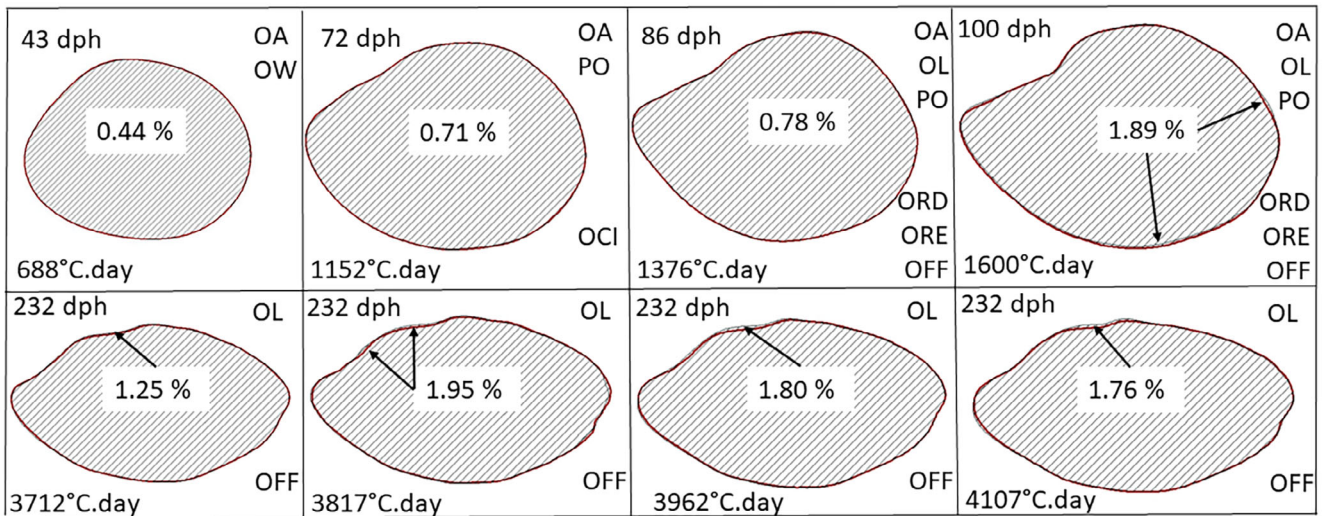 43 dph
OA
OW
0.44 %
688°C.day
72 dph
OA
PO
0.71 %
OCI
1152°C.day
86 dph
OA
OL
PO
0.78 %
ORD
ORE
OFF
1376°C.day
100 dph
OA
OL
PO
1.89 %
ORD
ORE
OFF
1600°C.day
232 dph
OL
1.25 %
OFF
3712°C.day
232 dph
OL
1.95 %
OFF
3817°C.day
232 dph
OL
1.80 %
OFF
3962°C.day
232 dph
OL
1.76 %
OFF
4107°C.day